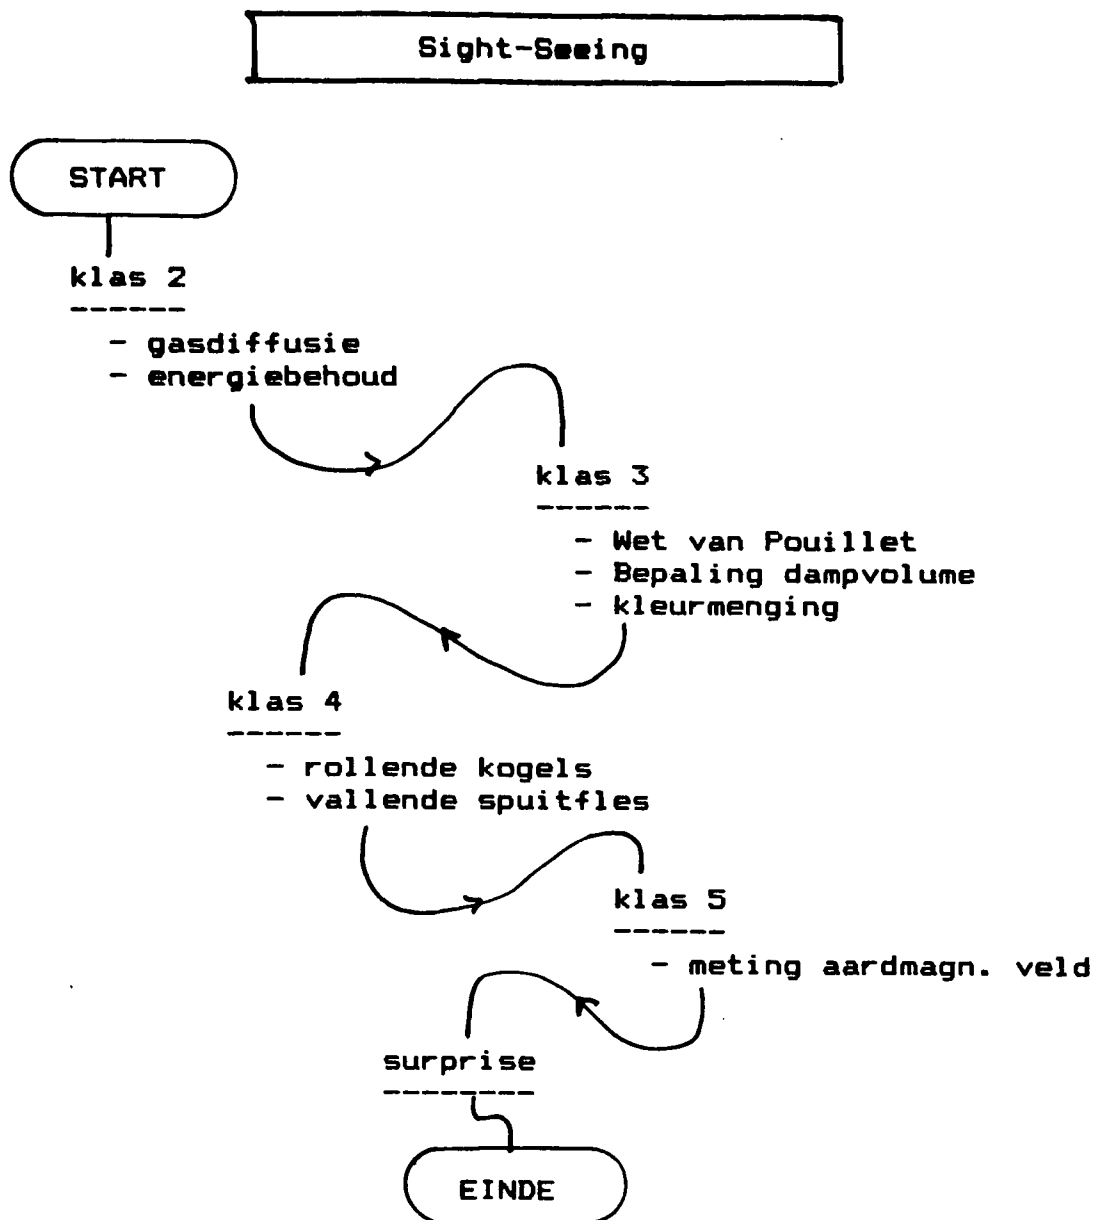 Sight-Seeing
START
klas 2
------
- gasdiffusie
- energiebehoud
klas 3
------
- Wet van Pouillet
- Bepaling dampvolume
- kleurmenging
klas 4
------
- rollende kogels
- vallende spuitfles
klas 5
------
- meting aardmagn. veld
surprise
--------
EINDE